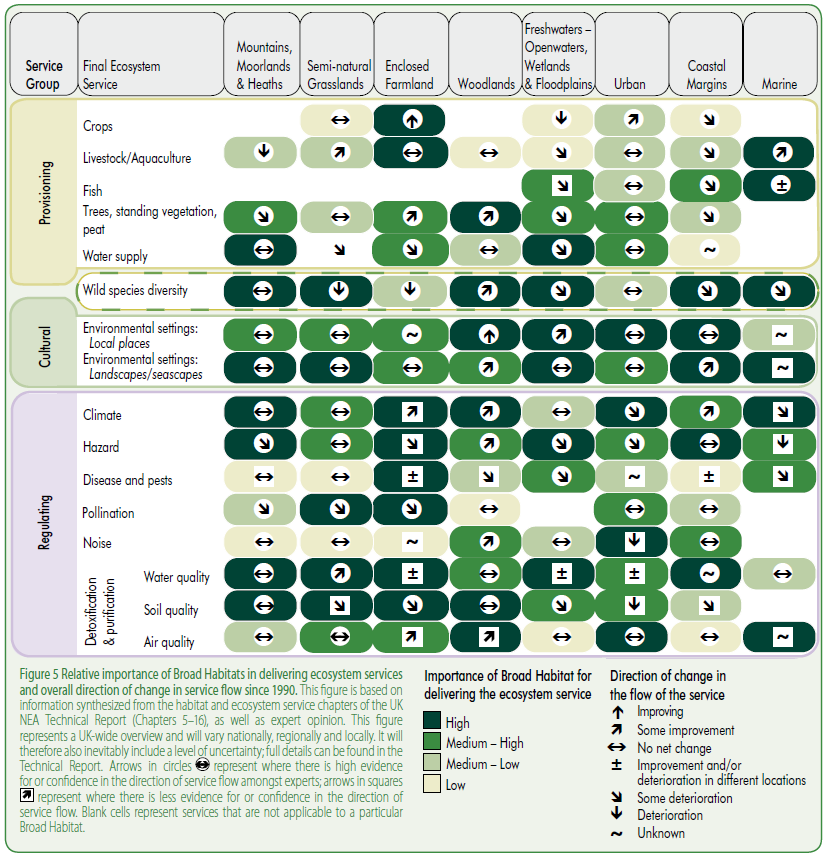 Service Group
Final Ecosystem Service
Mountains, Moorlands & Heaths
Semi-natural Grasslands
Enclosed Farmland
Woodlands
Freshwaters – Openwaters, Wetlands & Floodplains
Urban
Coastal Margins
Marine
Provisioning
Crops
Livestock/Aquaculture
Fish
Trees, standing vegetation,
peat
Water supply
Wild species diversity
Cultural
Environmental settings:
Local places
Environmental settings:
Landscapes/seascapes
Regulating
Climate
Hazard
Disease and pests
Pollination
Noise
Detoxification
& purification
Water quality
Soil quality
Air quality
Figure 5 Relative importance of Broad Habitats in delivering ecosystem services
and overall direction of change in service flow since 1990. This figure is based on
information synthesized from the habitat and ecosystem service chapters of the UK
NEA Technical Report (Chapters 5–16), as well as expert opinion. This figure
represents a UK-wide overview and will vary nationally, regionally and locally. It will
therefore also inevitably include a level of uncertainty; full details can be found in the
Technical Report. Arrows in circles represent where there is high evidence
for or confidence in the direction of service flow amongst experts; arrows in squares
represent where there is less evidence for or confidence in the direction of
service flow. Blank cells represent services that are not applicable to a particular
Broad Habitat.
Importance of Broad Habitat for
delivering the ecosystem service
High
Medium – High
Medium – Low
Low
Direction of change in
the flow of the service
Improving
Some improvement
No net change
± Improvement and/or
deterioration in different locations
Some deterioration
Deterioration
~ Unknown